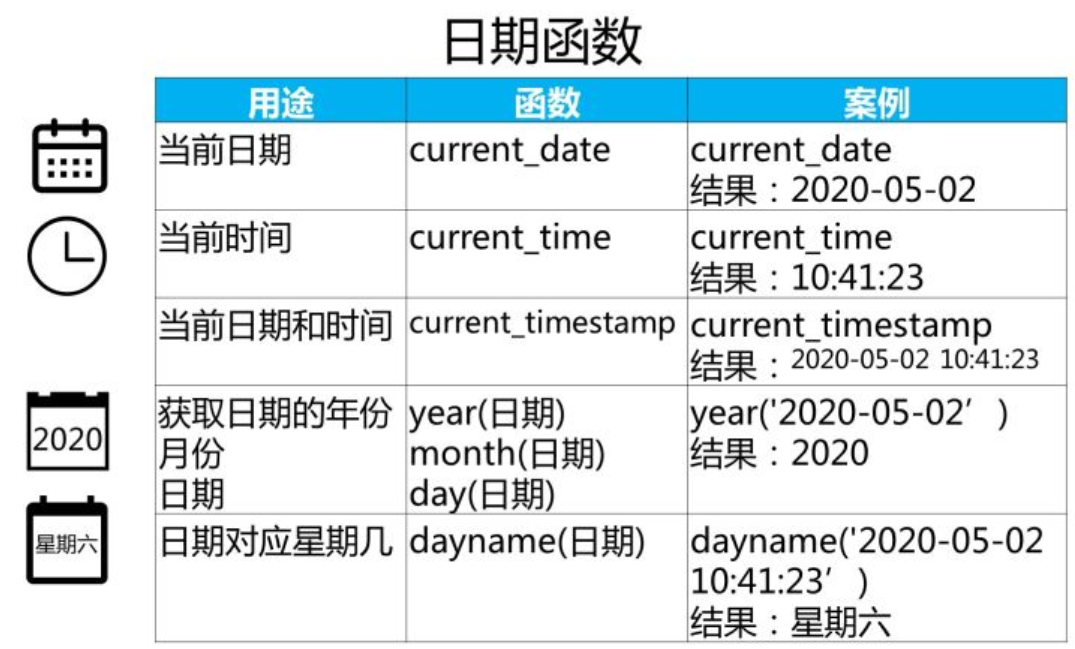 日期函数
用途 函数 案例
当前日期 current_date current_date
结果：2020-05-02
当前时间 current_time current_time
结果：10:41:23
当前日期和时间 current_timestamp current_timestamp
结果：2020-05-02 10:41:23
2020
获取日期的年份 year(日期) year('2020-05-02’)
月份 month(日期) 结果：2020
日期 day(日期)
星期六
日期对应星期几 dayname(日期) dayname('2020-05-02
10:41:23’)
结果：星期六